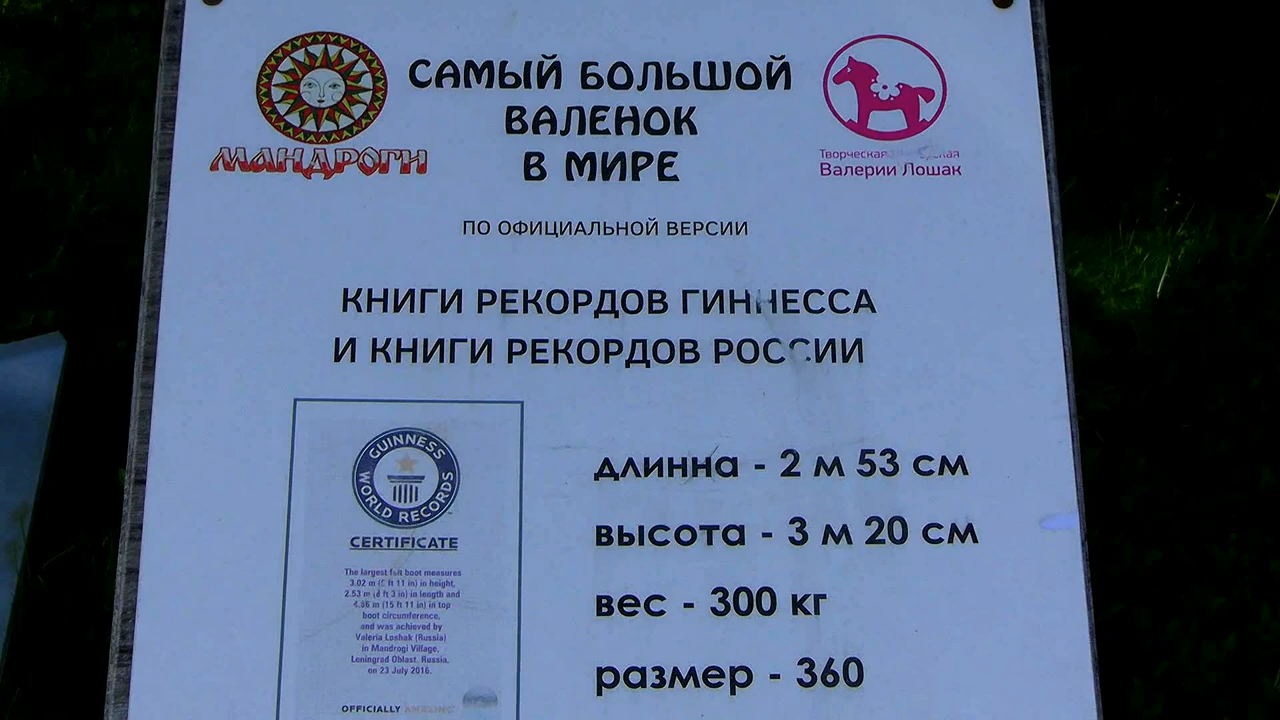 МАНДРОГИ
САМЫЙ БОЛЬШОЙ
ВАЛЕНОК
В МИРЕ
Творческая
Валерии Лошак
ПО ОФИЦИАЛЬНОЙ ВЕРСИИ
КНИГИ РЕКОРДОВ ГИННЕССА
И КНИГИ РЕКОРДОВ РОССИИ
GUINNESS
WORLD RECORDS
CERTIFICATE
The largest felt boot measures
3.02 m ( ft 11 in) in height,
2.53 m (8 ft 3 in) in length and
4.86 m (15 ft 11 in) in top
boot circumference,
and was achieved by
Valeria Loshak (Russia)
in Mandrogi Village,
Leningrad Oblast, Russia,
on 23 July 2016.
OFFICIALLY AMAZING
длинна - 2 м 53 см
высота - 3 м 20 см
вес - 300 кг
размер - 360